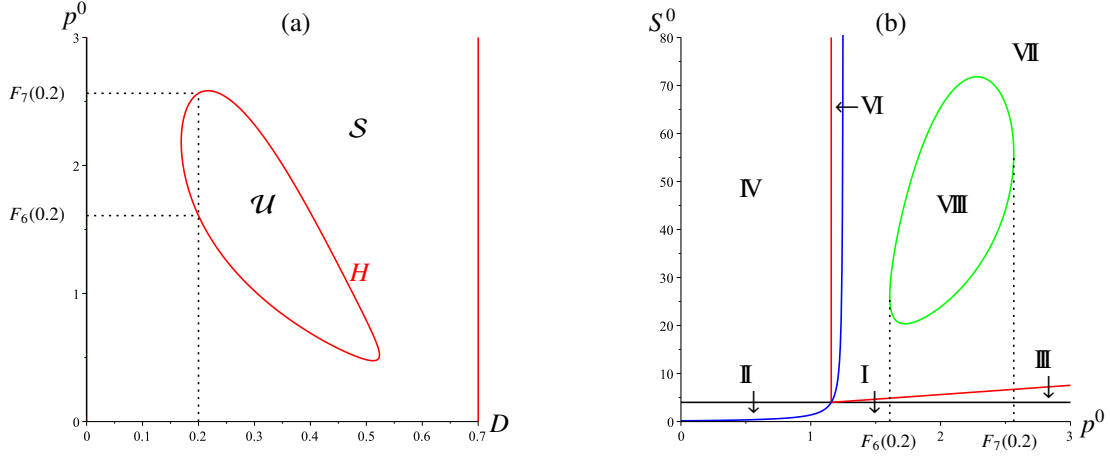 (a)
p⁰
3
F₇(0.2)
2
F₆(0.2)
1
0
𝒮
𝒰
H
0 0.1 0.2 0.3 0.4 0.5 0.6 0.7
D
(b)
S⁰
80
70
60
50
40
30
20
10
0
Ⅶ
Ⅵ
Ⅳ
Ⅷ
Ⅱ
Ⅰ
Ⅲ
0 1 2 3
F₆(0.2) F₇(0.2)
p⁰